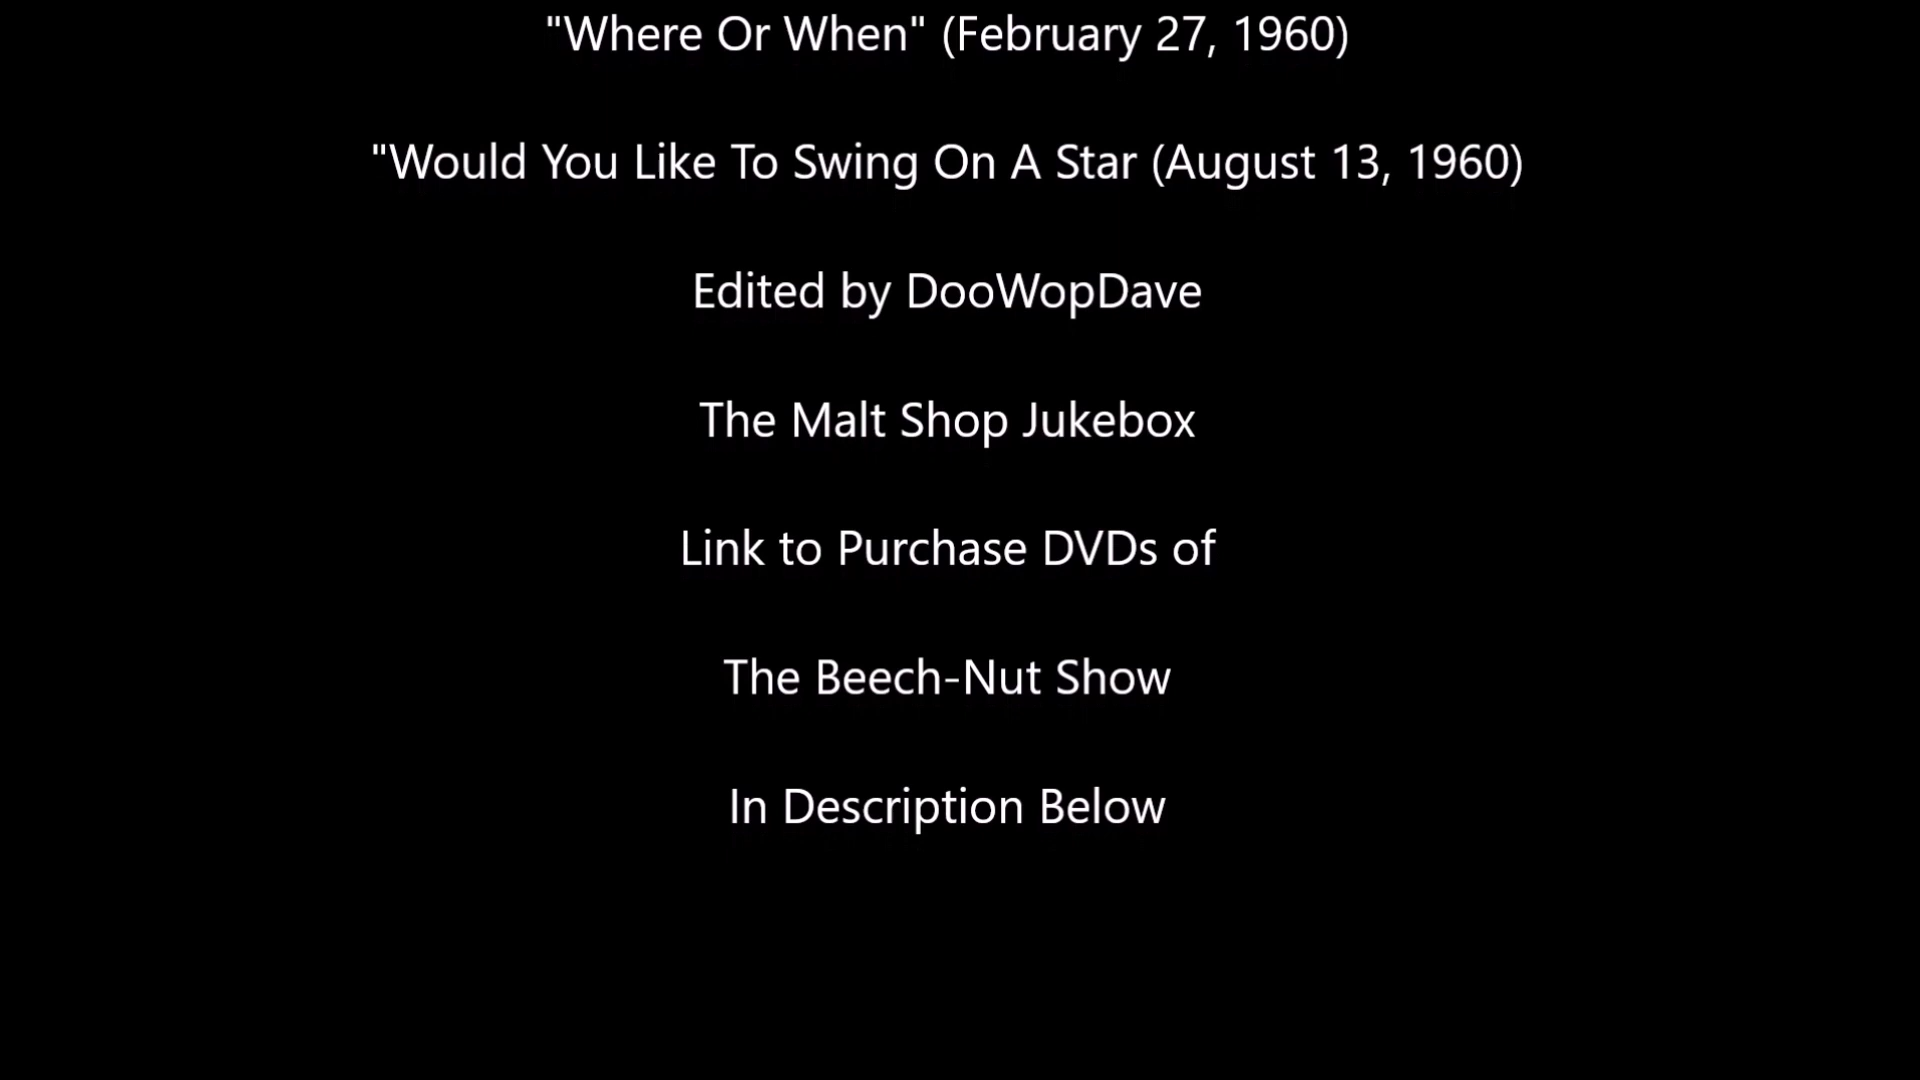 "Where Or When" (February 27, 1960)
"Would You Like To Swing On A Star (August 13, 1960)
Edited by DooWopDave
The Malt Shop Jukebox
Link to Purchase DVDs of
The Beech-Nut Show
In Description Below